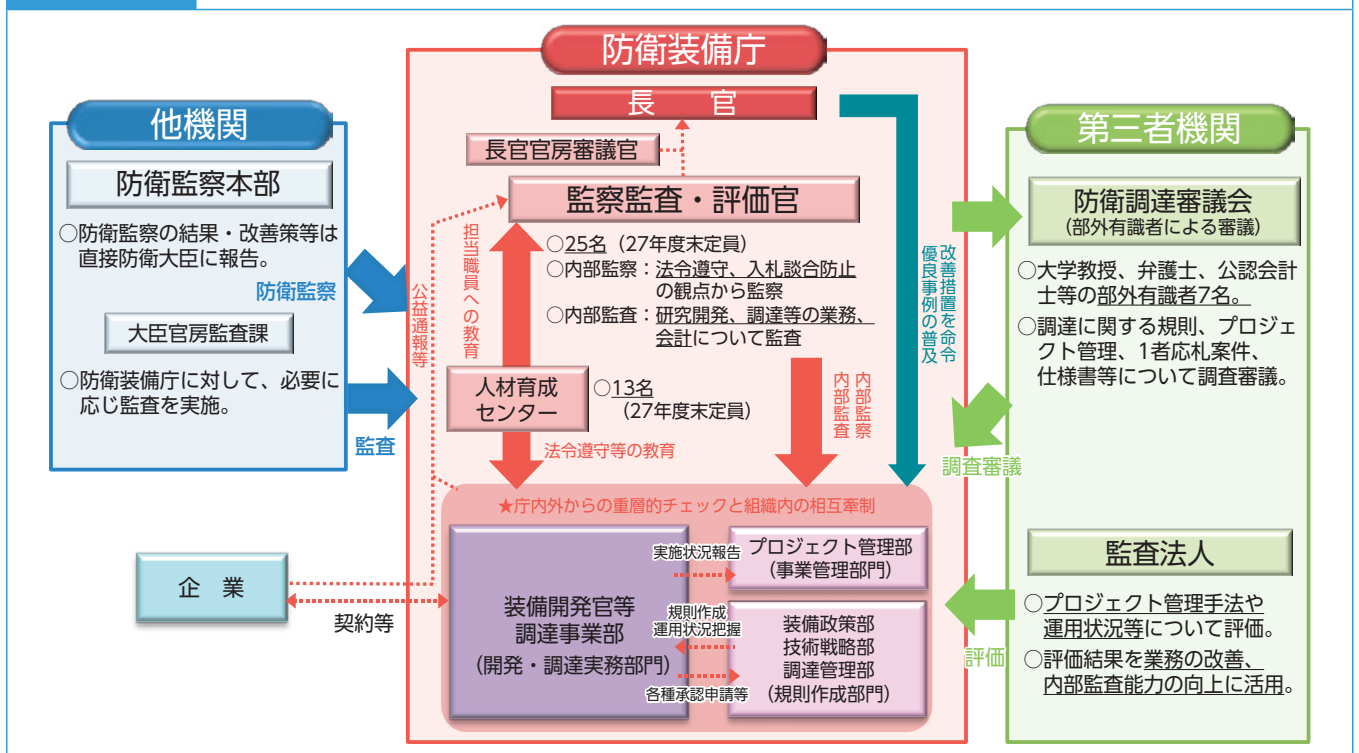 防衛装備庁
長　官
長官官房審議官
監察監査・評価官
○25名（27年度末定員）
○内部監察：法令遵守、入札談合防止
の観点から監察
○内部監査：研究開発、調達等の業務、
会計について監査
担当職員への教育
公益通報等
人材育成
センター
○13名
（27年度末定員）
法令遵守等の教育
内部監察
内部監査
改善措置を命令
優良事例の普及
★庁内外からの重層的チェックと組織内の相互牽制
装備開発官等
調達事業部
（開発・調達実務部門）
実施状況報告
プロジェクト管理部
（事業管理部門）
規則作成
運用状況把握
各種承認申請等
装備政策部
技術戦略部
調達管理部
（規則作成部門）
他機関
防衛監察本部
○防衛監察の結果・改善策等は
直接防衛大臣に報告。
防衛監察
大臣官房監査課
○防衛装備庁に対して、必要に
応じ監査を実施。
監査
企　業
契約等
第三者機関
防衛調達審議会
（部外有識者による審議）
○大学教授、弁護士、公認会計
士等の部外有識者7名。
○調達に関する規則、プロジェ
クト管理、1者応札案件、
仕様書等について調査審議。
調査審議
監査法人
○プロジェクト管理手法や
運用状況等について評価。
○評価結果を業務の改善、
内部監査能力の向上に活用。
評価